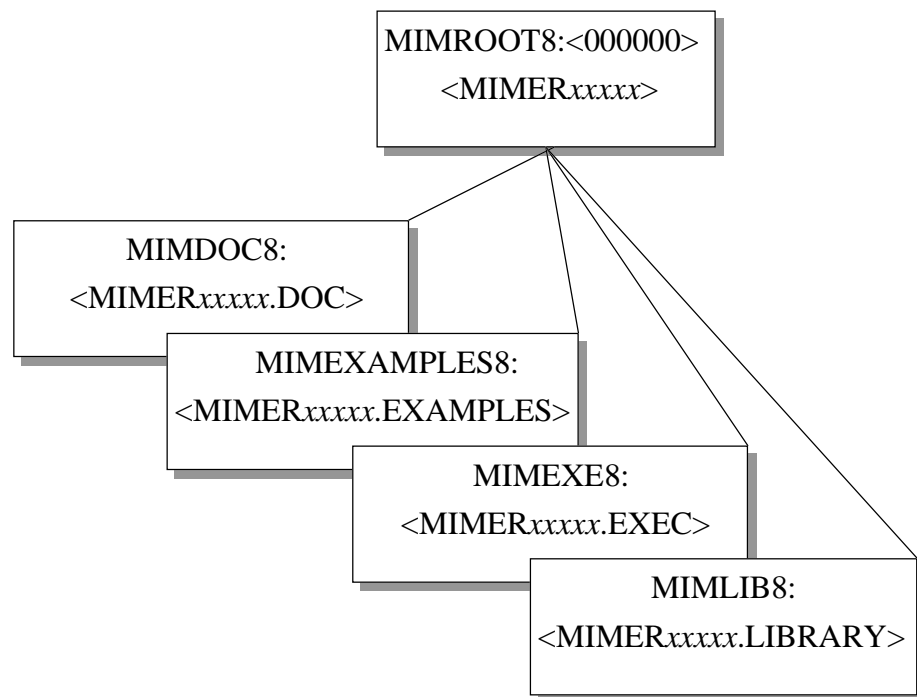 MIMROOT8:<000000>
<MIMERxxxxx>
MIMDOC8:
<MIMERxxxxx.DOC>
MIMEXAMPLES8:
<MIMERxxxxx.EXAMPLES>
MIMEXE8:
<MIMERxxxxx.EXEC>
MIMLIB8:
<MIMERxxxxx.LIBRARY>